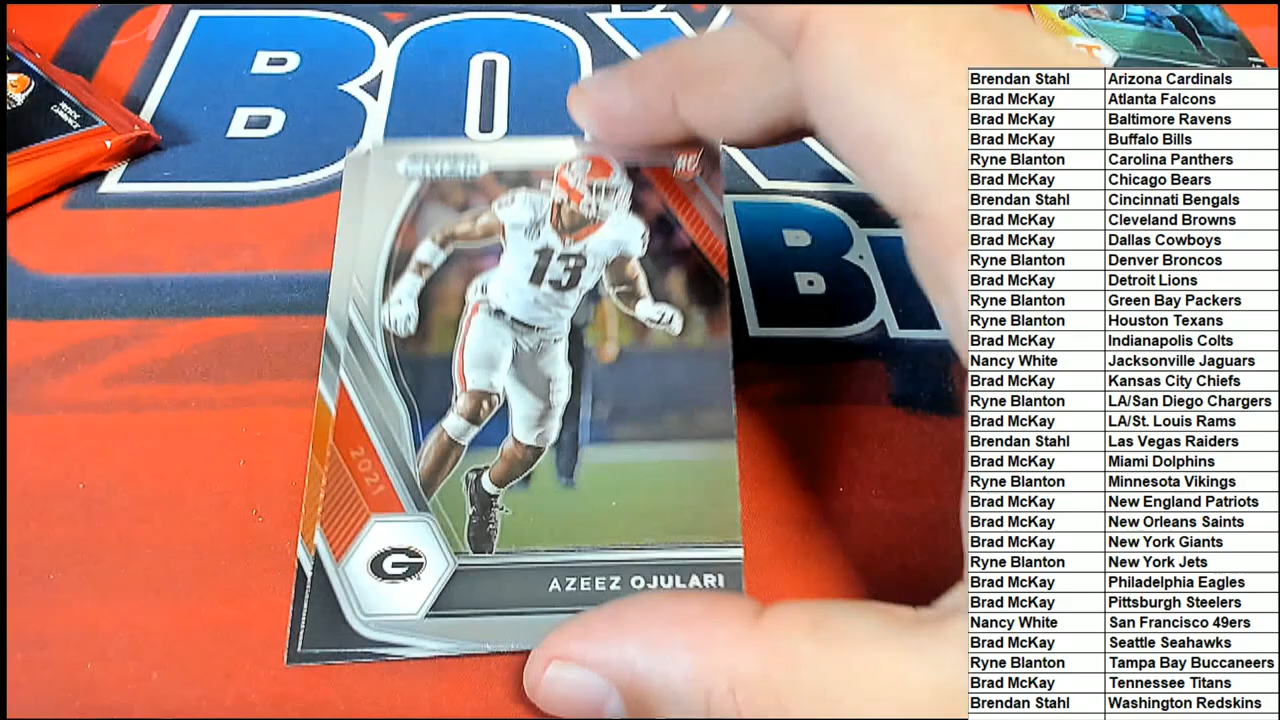 BOX
BR
RC
13
2021
G
AZEEZ OJULARI
Brendan Stahl Arizona Cardinals
Brad McKay Atlanta Falcons
Brad McKay Baltimore Ravens
Brad McKay Buffalo Bills
Ryne Blanton Carolina Panthers
Brad McKay Chicago Bears
Brendan Stahl Cincinnati Bengals
Brad McKay Cleveland Browns
Brad McKay Dallas Cowboys
Ryne Blanton Denver Broncos
Brad McKay Detroit Lions
Ryne Blanton Green Bay Packers
Ryne Blanton Houston Texans
Brad McKay Indianapolis Colts
Nancy White Jacksonville Jaguars
Brad McKay Kansas City Chiefs
Ryne Blanton LA/San Diego Chargers
Brad McKay LA/St. Louis Rams
Brendan Stahl Las Vegas Raiders
Brad McKay Miami Dolphins
Ryne Blanton Minnesota Vikings
Brad McKay New England Patriots
Brad McKay New Orleans Saints
Brad McKay New York Giants
Ryne Blanton New York Jets
Brad McKay Philadelphia Eagles
Brad McKay Pittsburgh Steelers
Nancy White San Francisco 49ers
Brad McKay Seattle Seahawks
Ryne Blanton Tampa Bay Buccaneers
Brad McKay Tennessee Titans
Brendan Stahl Washington Redskins